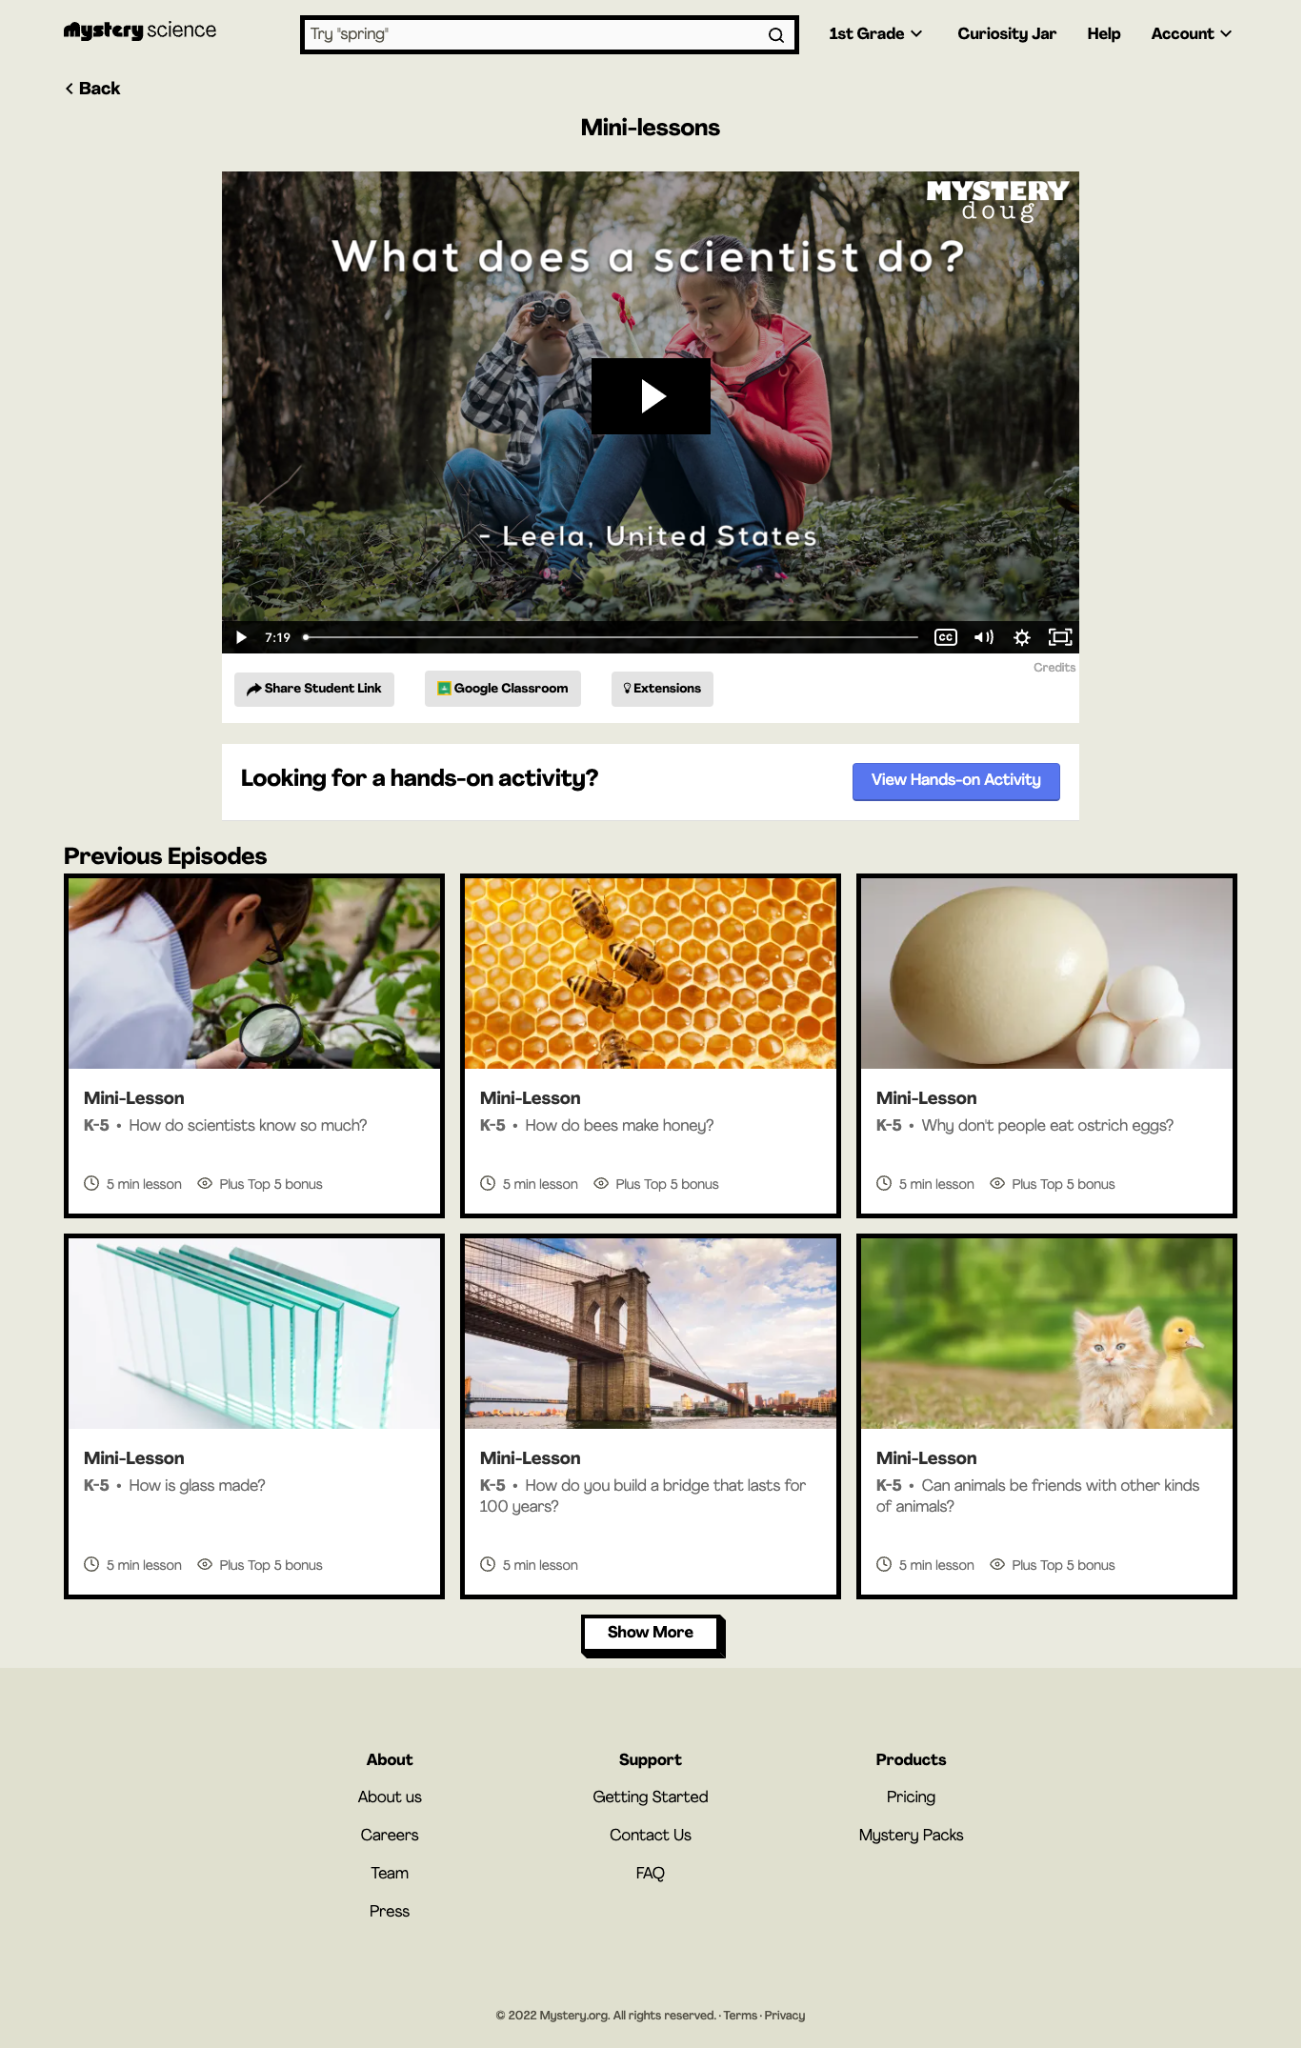 mystery science
Try "spring"
1st Grade
Curiosity Jar
Help
Account
Back
Mini-lessons
MYSTERY
doug
What does a scientist do?
- Leela, United States
7:19
CC
Credits
Share Student Link
Google Classroom
Extensions
Looking for a hands-on activity?
View Hands-on Activity
Previous Episodes
Mini-Lesson
K-5 • How do scientists know so much?
5 min lesson
Plus Top 5 bonus
Mini-Lesson
K-5 • How do bees make honey?
5 min lesson
Plus Top 5 bonus
Mini-Lesson
K-5 • Why don't people eat ostrich eggs?
5 min lesson
Plus Top 5 bonus
Mini-Lesson
K-5 • How is glass made?
5 min lesson
Plus Top 5 bonus
Mini-Lesson
K-5 • How do you build a bridge that lasts for
100 years?
5 min lesson
Mini-Lesson
K-5 • Can animals be friends with other kinds
of animals?
5 min lesson
Plus Top 5 bonus
Show More
About
About us
Careers
Team
Press
Support
Getting Started
Contact Us
FAQ
Products
Pricing
Mystery Packs
© 2022 Mystery.org. All rights reserved. · Terms · Privacy